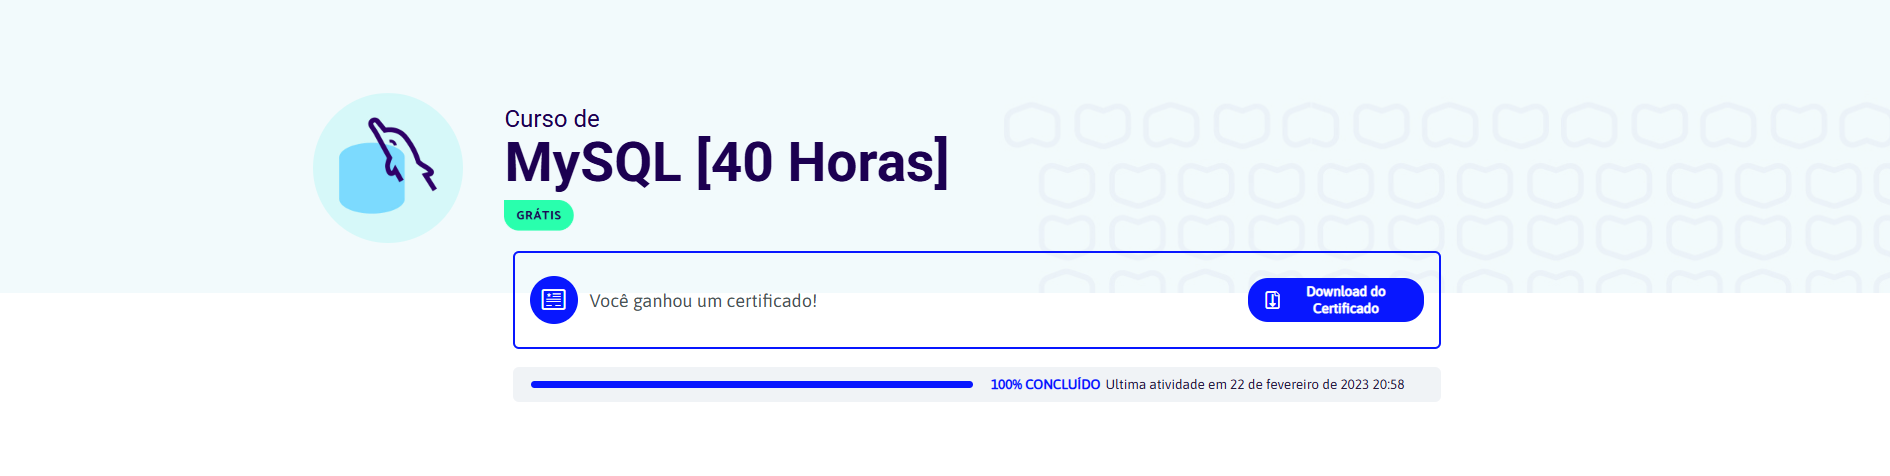 Curso de
MySQL [40 Horas]
GRÁTIS
Você ganhou um certificado!
Download do
Certificado
100% CONCLUÍDO Ultima atividade em 22 de fevereiro de 2023 20:58